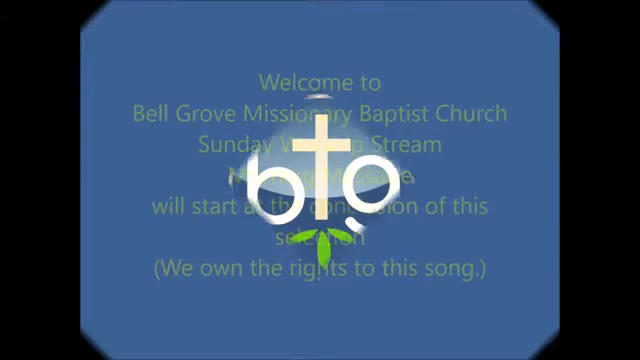 Welcome to
Bell Grove Missionary Baptist Church
Sunday Stream
will start at the conclusion of this
selection
(We own the rights to this song.)
b g